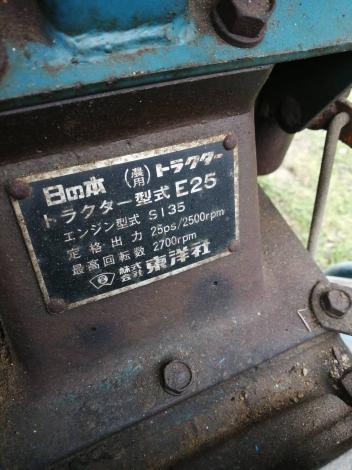 日の本 (農用) トラクター
トラクター型式 E25
エンジン型式 S135
定格出力 25ps/2500rpm
最高回転数 2700rpm
株式会社 東洋社